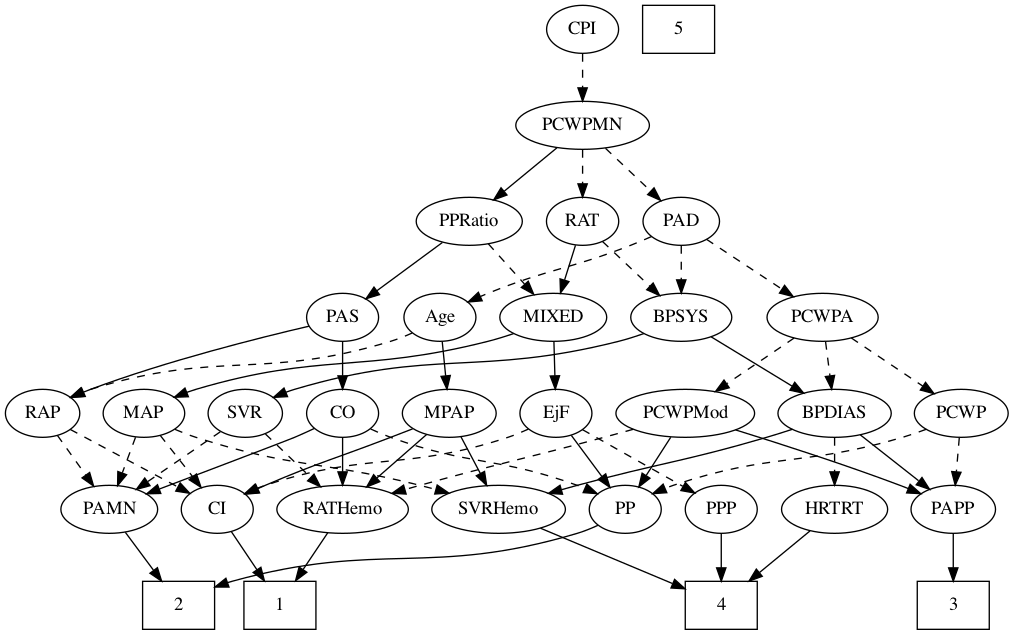 CPI
5
PCWPMN
PPRatio
RAT
PAD
PAS
Age
MIXED
BPSYS
PCWPA
RAP
MAP
SVR
CO
MPAP
EjF
PCWPMod
BPDIAS
PCWP
PAMN
CI
RATHemo
SVRHemo
PP
PPP
HRTRT
PAPP
2
1
4
3